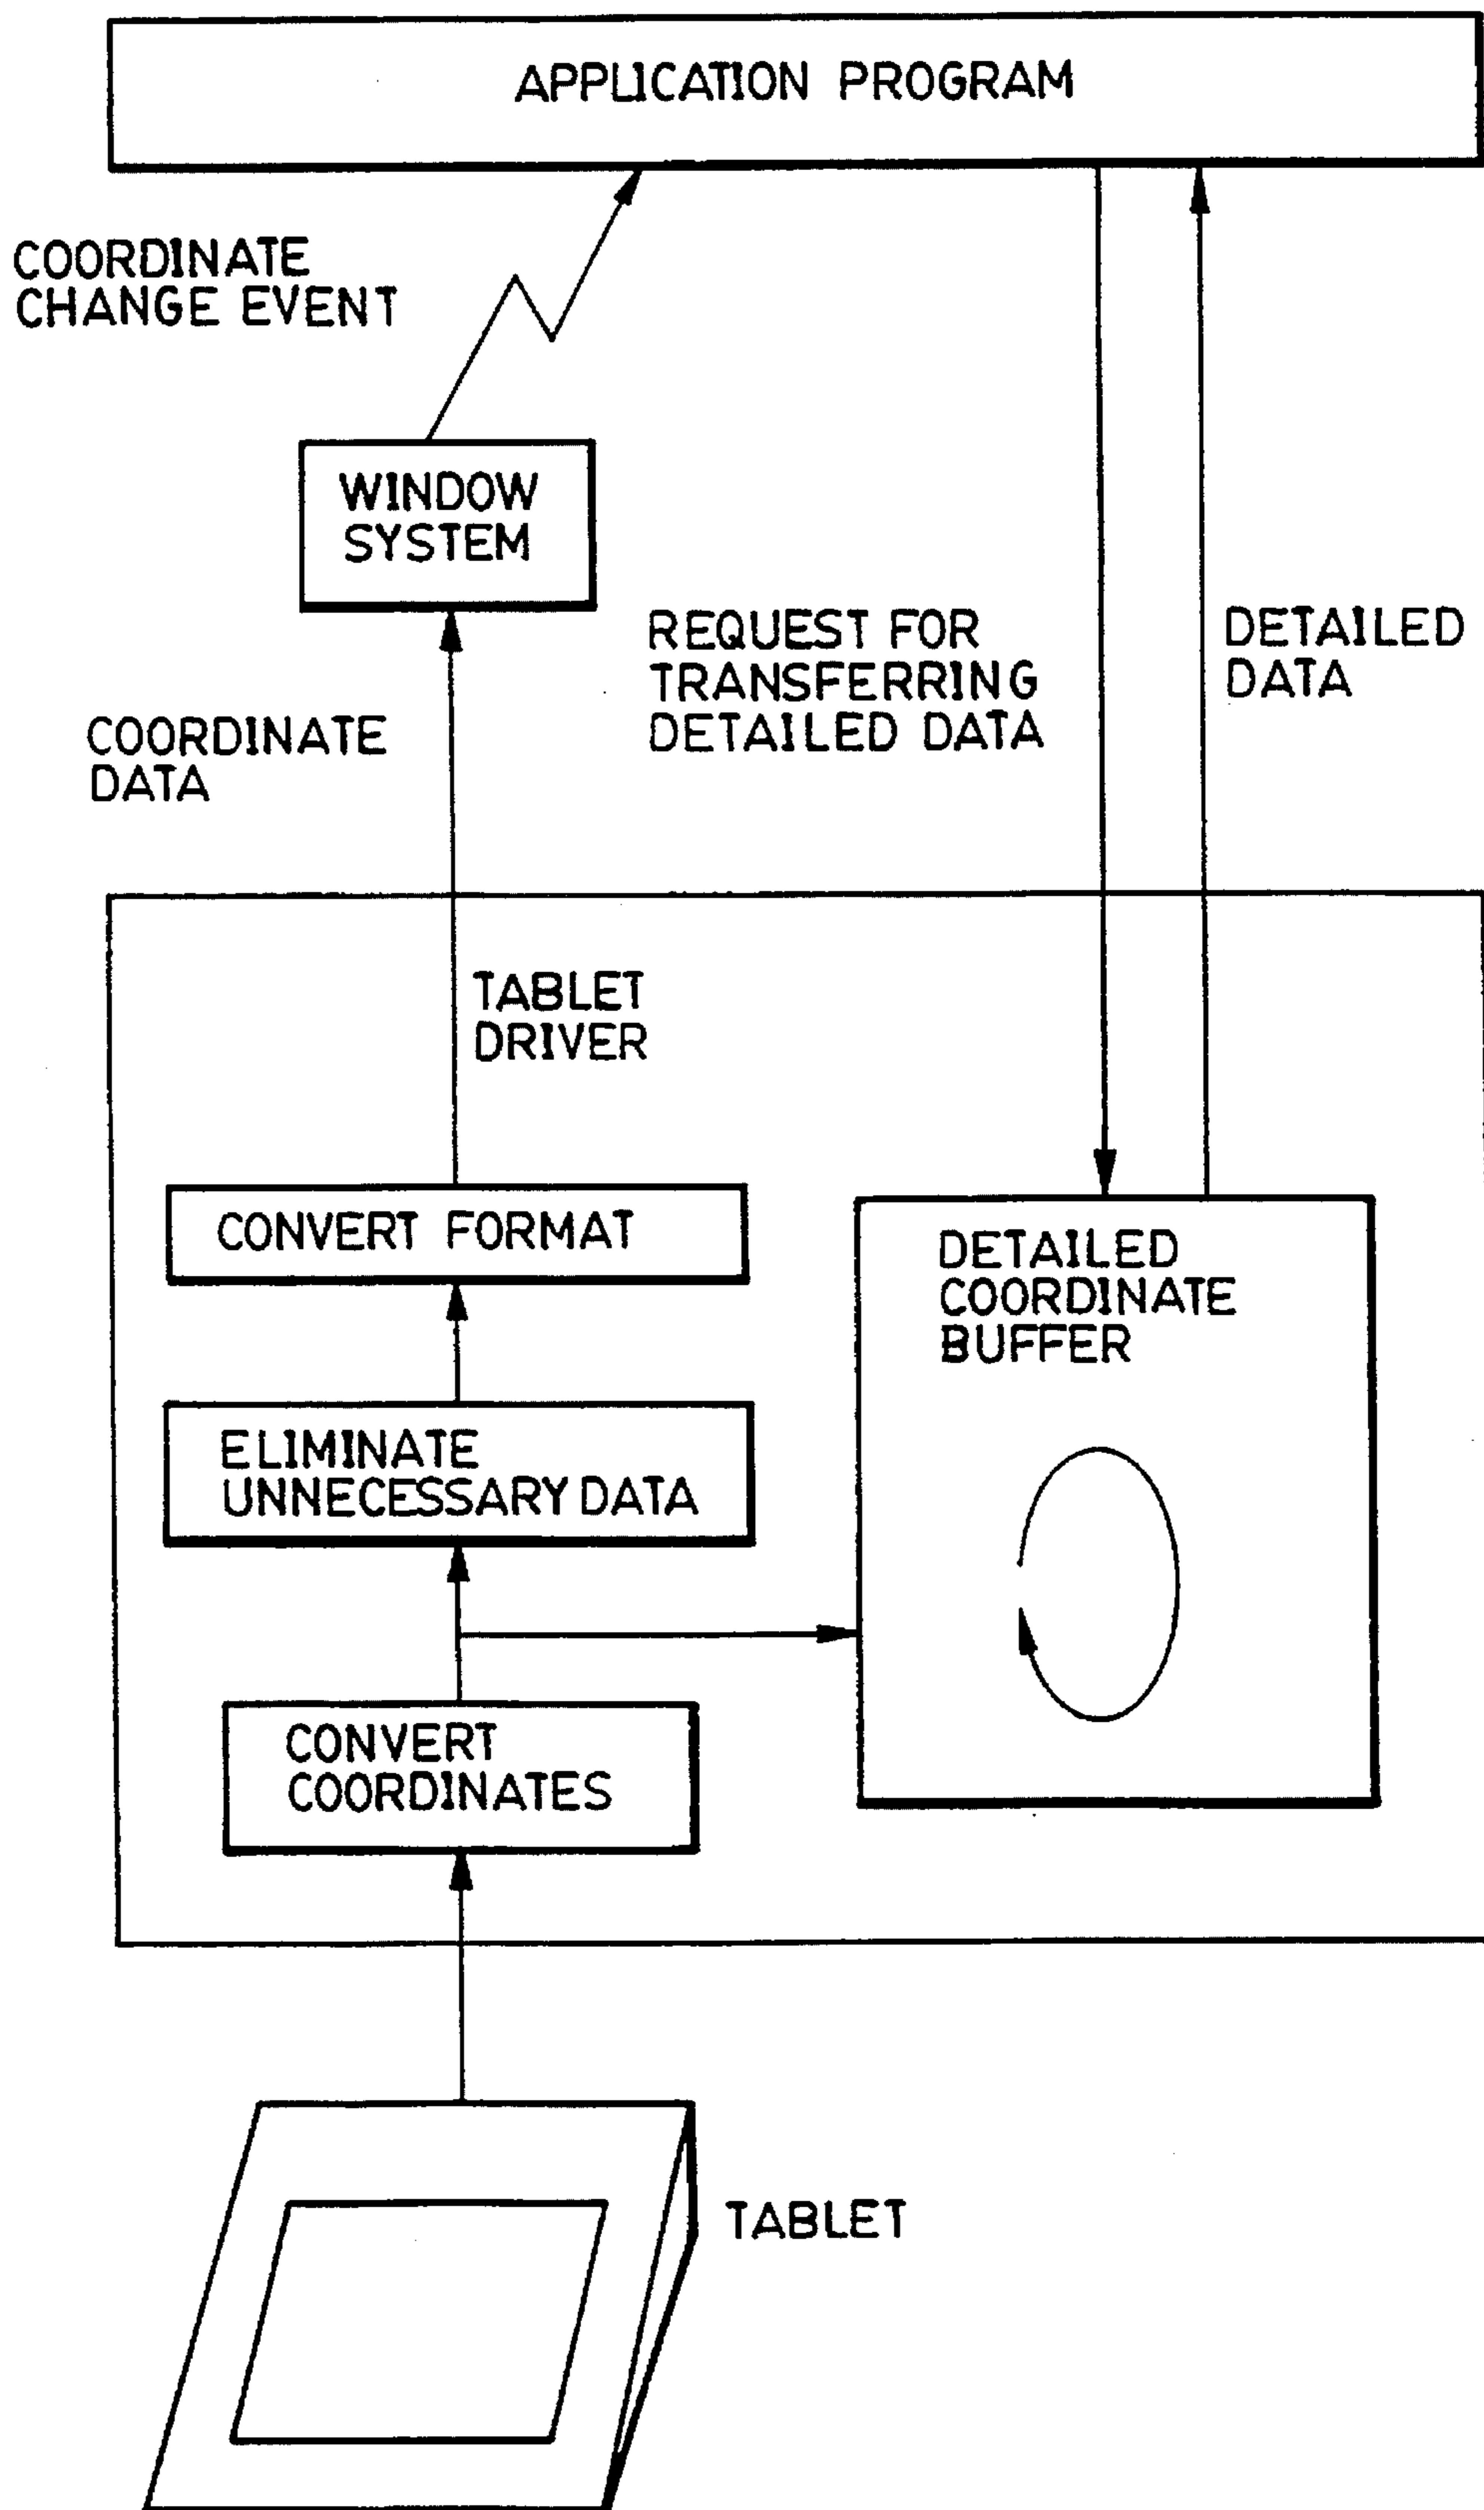 APPLICATION PROGRAM
COORDINATE
CHANGE EVENT
WINDOW
SYSTEM
REQUEST FOR
TRANSFERRING
DETAILED DATA
DETAILED
DATA
COORDINATE
DATA
TABLET
DRIVER
CONVERT FORMAT
DETAILED
COORDINATE
BUFFER
ELIMINATE
UNNECESSARY DATA
CONVERT
COORDINATES
TABLET